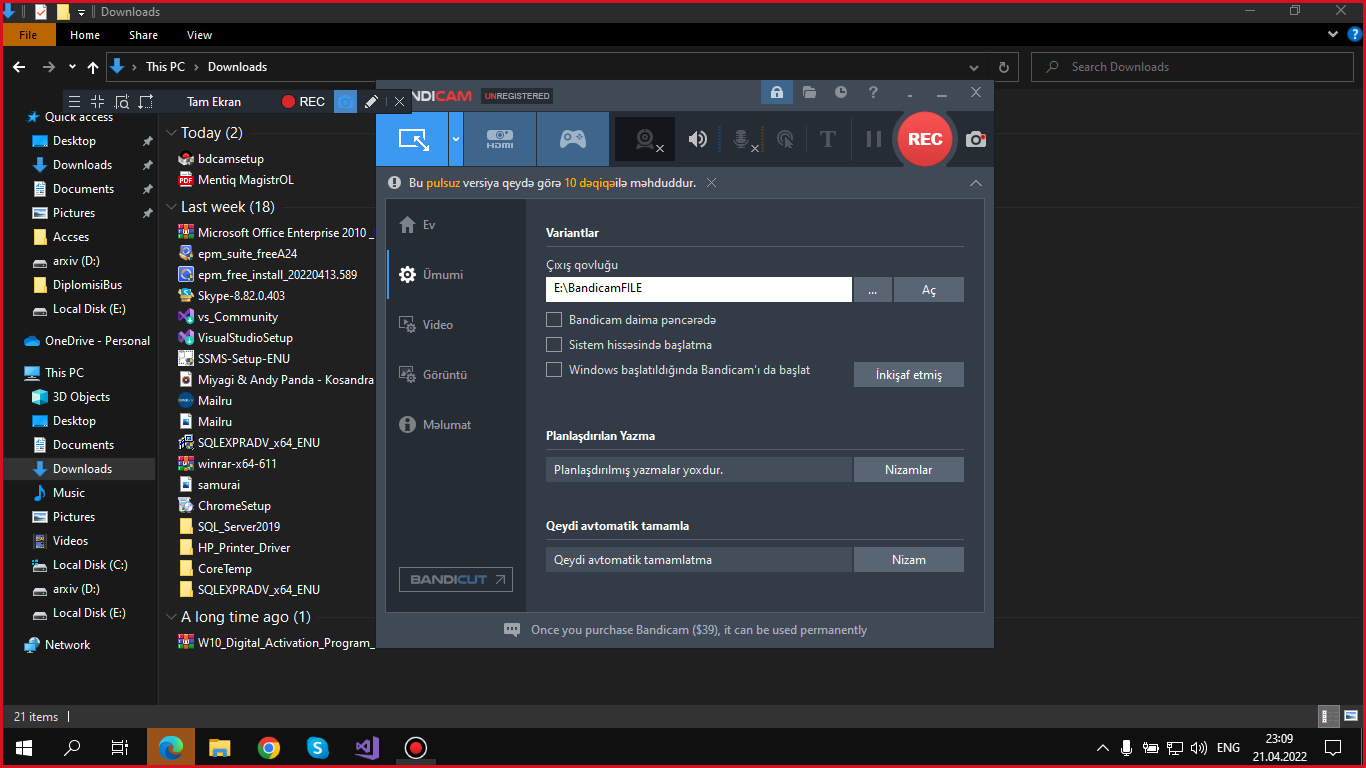 Downloads
File Home Share View
This PC Downloads
Search Downloads
Tam Ekran REC
NDICAM UNREGISTERED
HDMI T REC
Bu pulsuz versiya qeydə görə 10 dəqiqəilə məhduddur.
Quick access
Desktop
Downloads
Documents
Pictures
Accses
arxiv (D:)
DiplomisiBus
Local Disk (E:)
OneDrive - Personal
This PC
3D Objects
Desktop
Documents
Downloads
Music
Pictures
Videos
Local Disk (C:)
arxiv (D:)
Local Disk (E:)
Network
Today (2)
bdcamsetup
PDF Mentiq MagistrOL
Last week (18)
Microsoft Office Enterprise 2010 _
epm_suite_freeA24
epm_free_install_20220413.589
Skype-8.82.0.403
vs_Community
VisualStudioSetup
SSMS-Setup-ENU
Miyagi & Andy Panda - Kosandra
Mailru
Mailru
SQLEXPRADV_x64_ENU
winrar-x64-611
samurai
ChromeSetup
SQL_Server2019
HP_Printer_Driver
CoreTemp
SQLEXPRADV_x64_ENU
A long time ago (1)
W10_Digital_Activation_Program_
Ev
Ümumi
Video
Görüntü
Məlumat
BANDICUT
Variantlar
Çıxış qovluğu
E:\BandicamFILE ... Aç
Bandicam daima pəncərədə
Sistem hissəsində başlatma
Windows başlatıldığında Bandicam'ı da başlat
İnkişaf etmiş
Planlaşdırılan Yazma
Planlaşdırılmış yazmalar yoxdur. Nizamlar
Qeydi avtomatik tamamla
Qeydi avtomatik tamamlatma Nizam
Once you purchase Bandicam ($39), it can be used permanently
21 items
ENG
23:09
21.04.2022